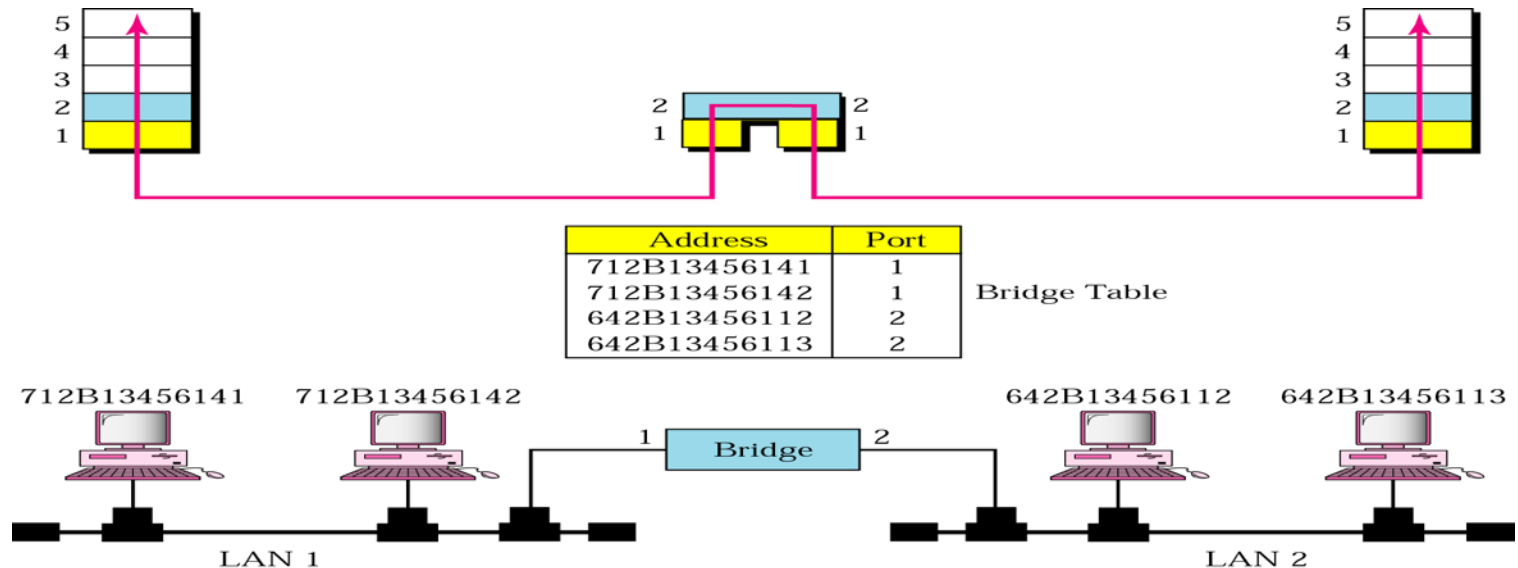 5
4
3
2
1
2 2
1 1
5
4
3
2
1
Address Port
712B13456141 1
712B13456142 1
642B13456112 2
642B13456113 2
Bridge Table
712B13456141 712B13456142 642B13456112 642B13456113
1 Bridge 2
LAN 1 LAN 2